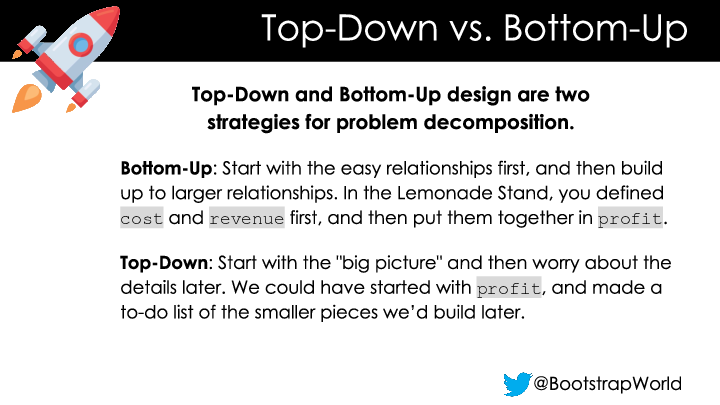 Top-Down vs. Bottom-Up
Top-Down and Bottom-Up design are two
strategies for problem decomposition.
Bottom-Up: Start with the easy relationships first, and then build
up to larger relationships. In the Lemonade Stand, you defined
cost and revenue first, and then put them together in profit.
Top-Down: Start with the "big picture" and then worry about the
details later. We could have started with profit, and made a
to-do list of the smaller pieces we’d build later.
@BootstrapWorld